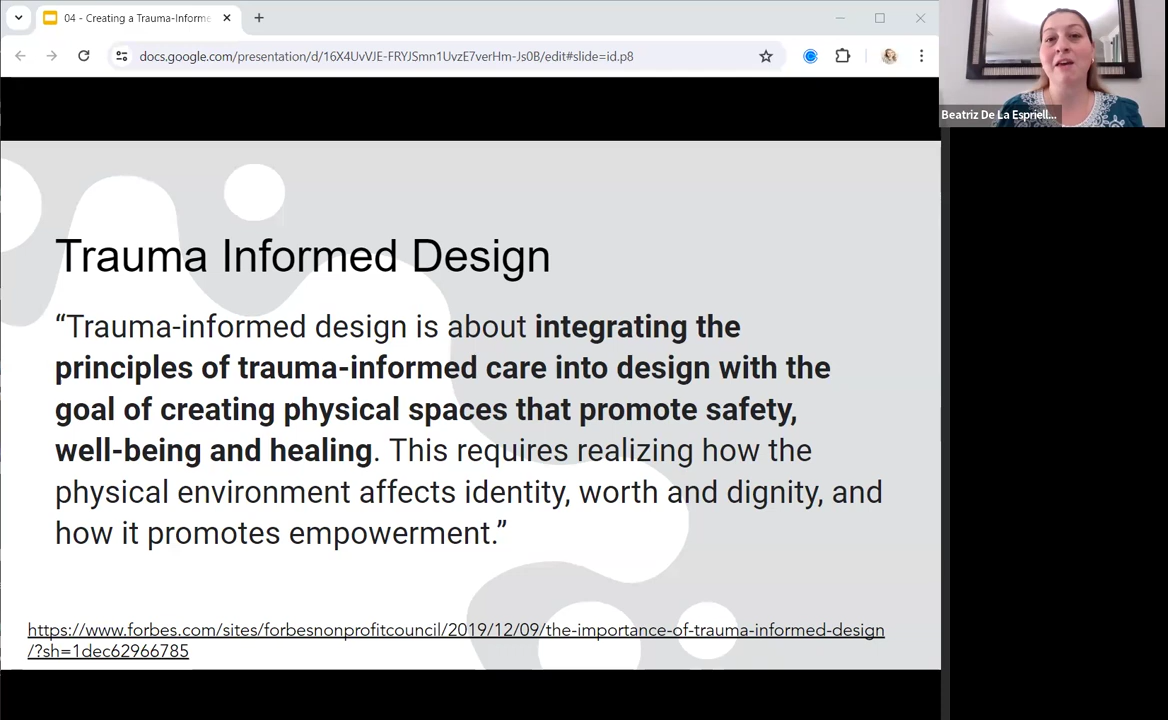 04 - Creating a Trauma-Informe
docs.google.com/presentation/d/16X4UvVJE-FRYJSmn1UvzE7verHm-Js0B/edit#slide=id.p8
Beatriz De La Espriell...
Trauma Informed Design
“Trauma-informed design is about integrating the
principles of trauma-informed care into design with the
goal of creating physical spaces that promote safety,
well-being and healing. This requires realizing how the
physical environment affects identity, worth and dignity, and
how it promotes empowerment.”
https://www.forbes.com/sites/forbesnonprofitcouncil/2019/12/09/the-importance-of-trauma-informed-design
/?sh=1dec62966785